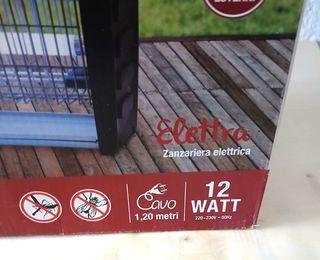 Elettra
Zanzariera elettrica
Cavo
1,20 metri
12
WATT
220~230V • 50Hz